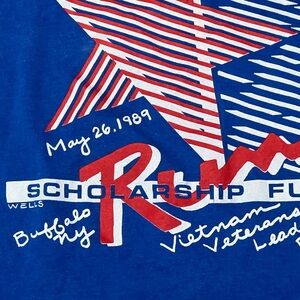 May 26, 1989
Run
SCHOLARSHIP FU
WELLS
Buffalo
NY
Vietnam
Veterans
Lead